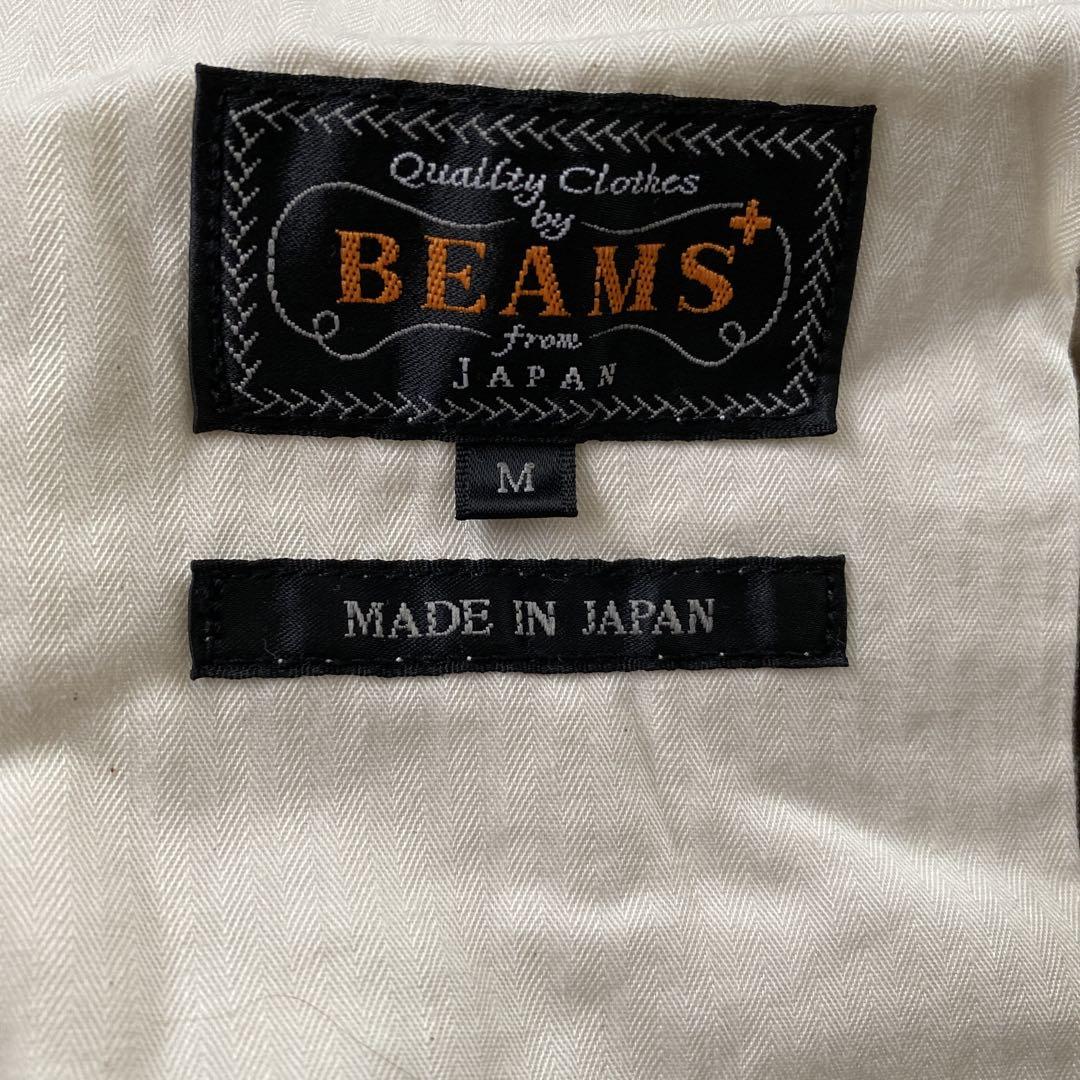 Quality Clothes
by
BEAMS+
from
JAPAN
M
MADE IN JAPAN